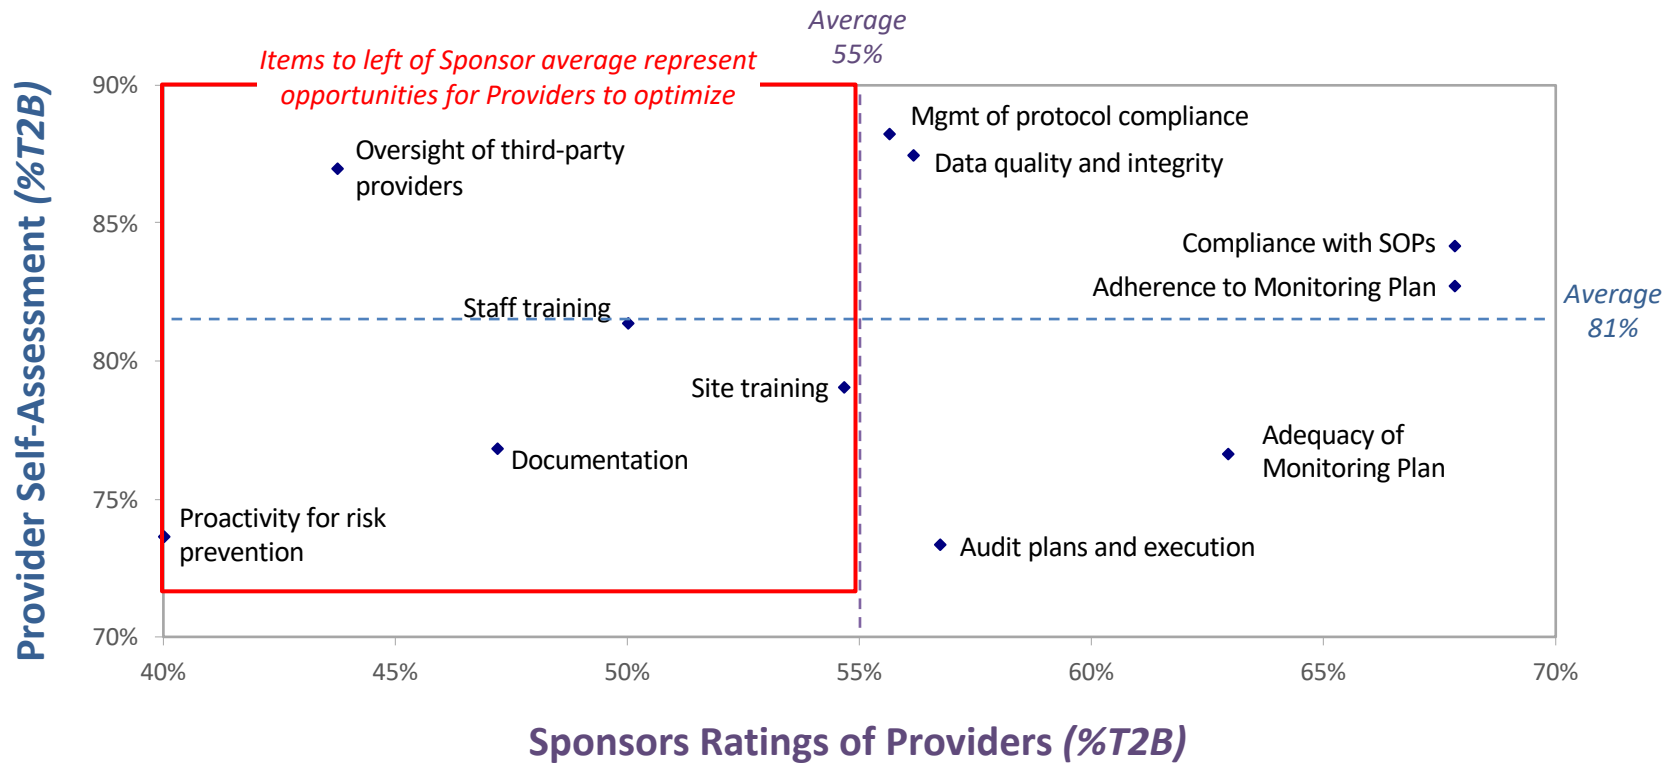 Average
55%
Items to left of Sponsor average represent
opportunities for Providers to optimize
90%
Mgmt of protocol compliance
Oversight of third-party
providers
Data quality and integrity
85%
Compliance with SOPs
Adherence to Monitoring Plan
Average
81%
Staff training
80%
Site training
Adequacy of
Monitoring Plan
Documentation
75%
Proactivity for risk
prevention
Audit plans and execution
70%
40%
45%
50%
55%
60%
65%
70%
Provider Self-Assessment (%T2B)
Sponsors Ratings of Providers (%T2B)